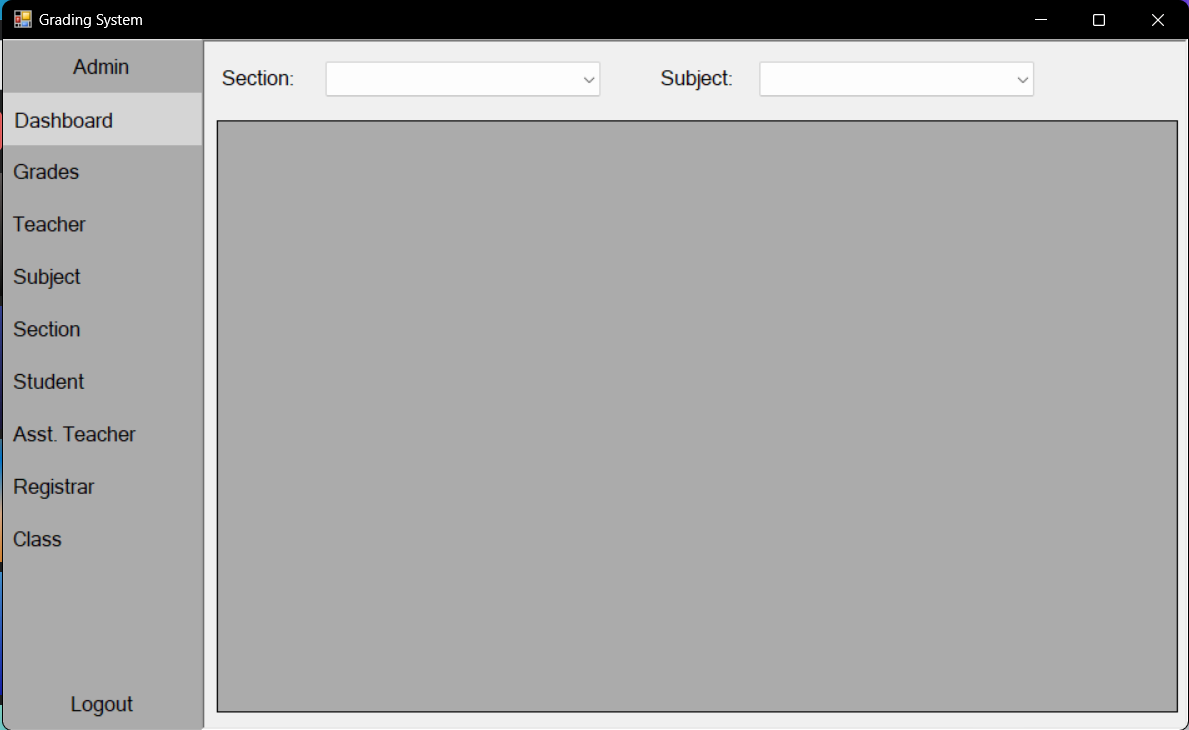 Grading System
Admin
Dashboard
Grades
Teacher
Subject
Section
Student
Asst. Teacher
Registrar
Class
Logout
Section:
Subject: